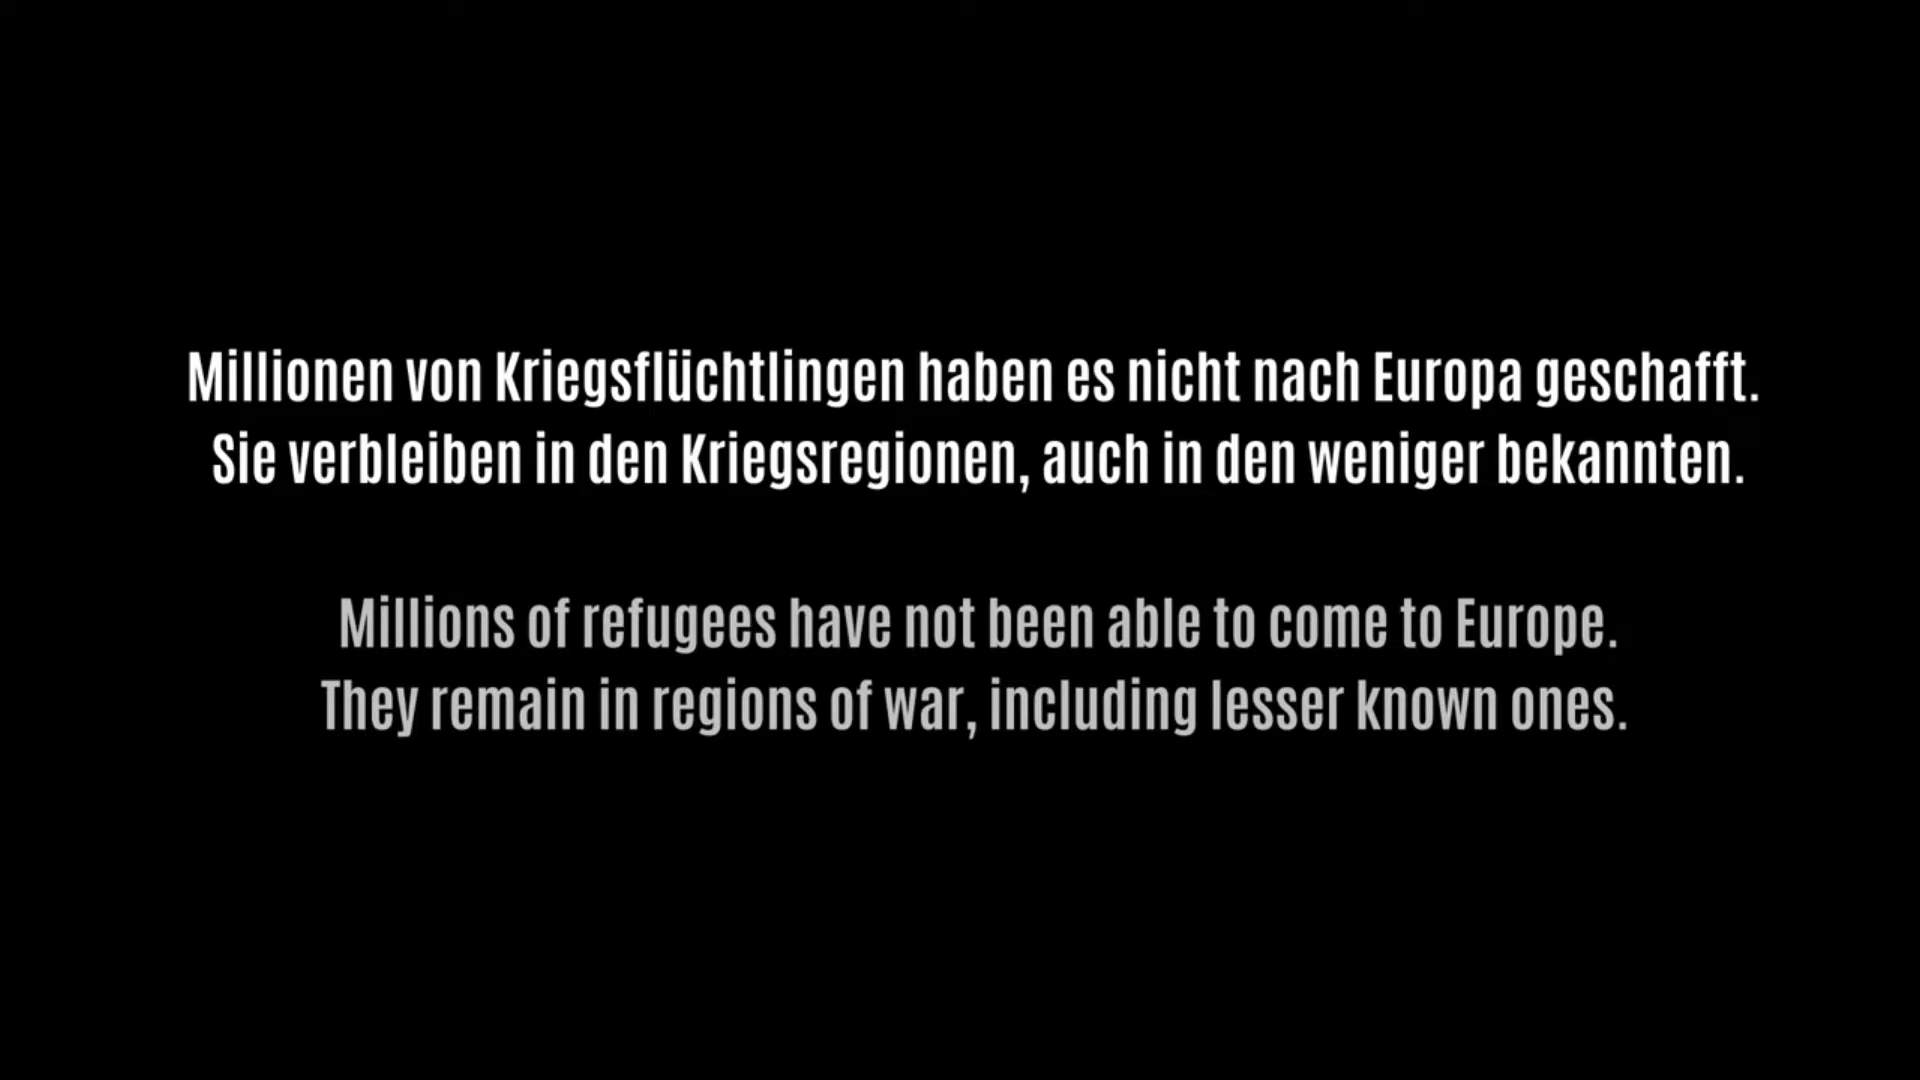 Millionen von Kriegsflüchtlingen haben es nicht nach Europa geschafft.
Sie verbleiben in den Kriegsregionen, auch in den weniger bekannten.
Millions of refugees have not been able to come to Europe.
They remain in regions of war, including lesser known ones.